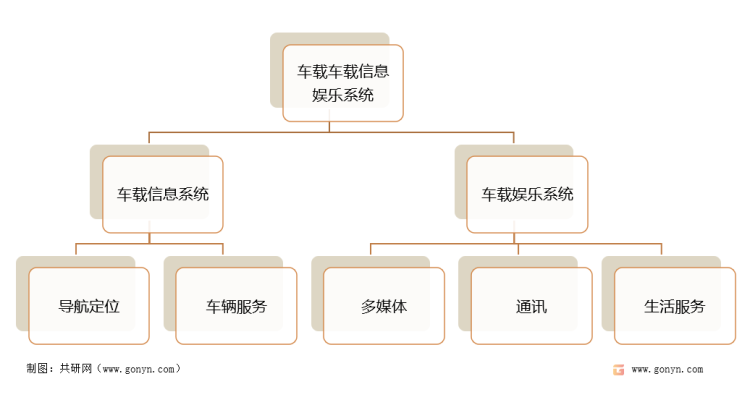 车载车载信息
娱乐系统
车载信息系统
车载娱乐系统
导航定位
车辆服务
多媒体
通讯
生活服务
制图：共研网（www.gonyn.com）
www.gonyn.com